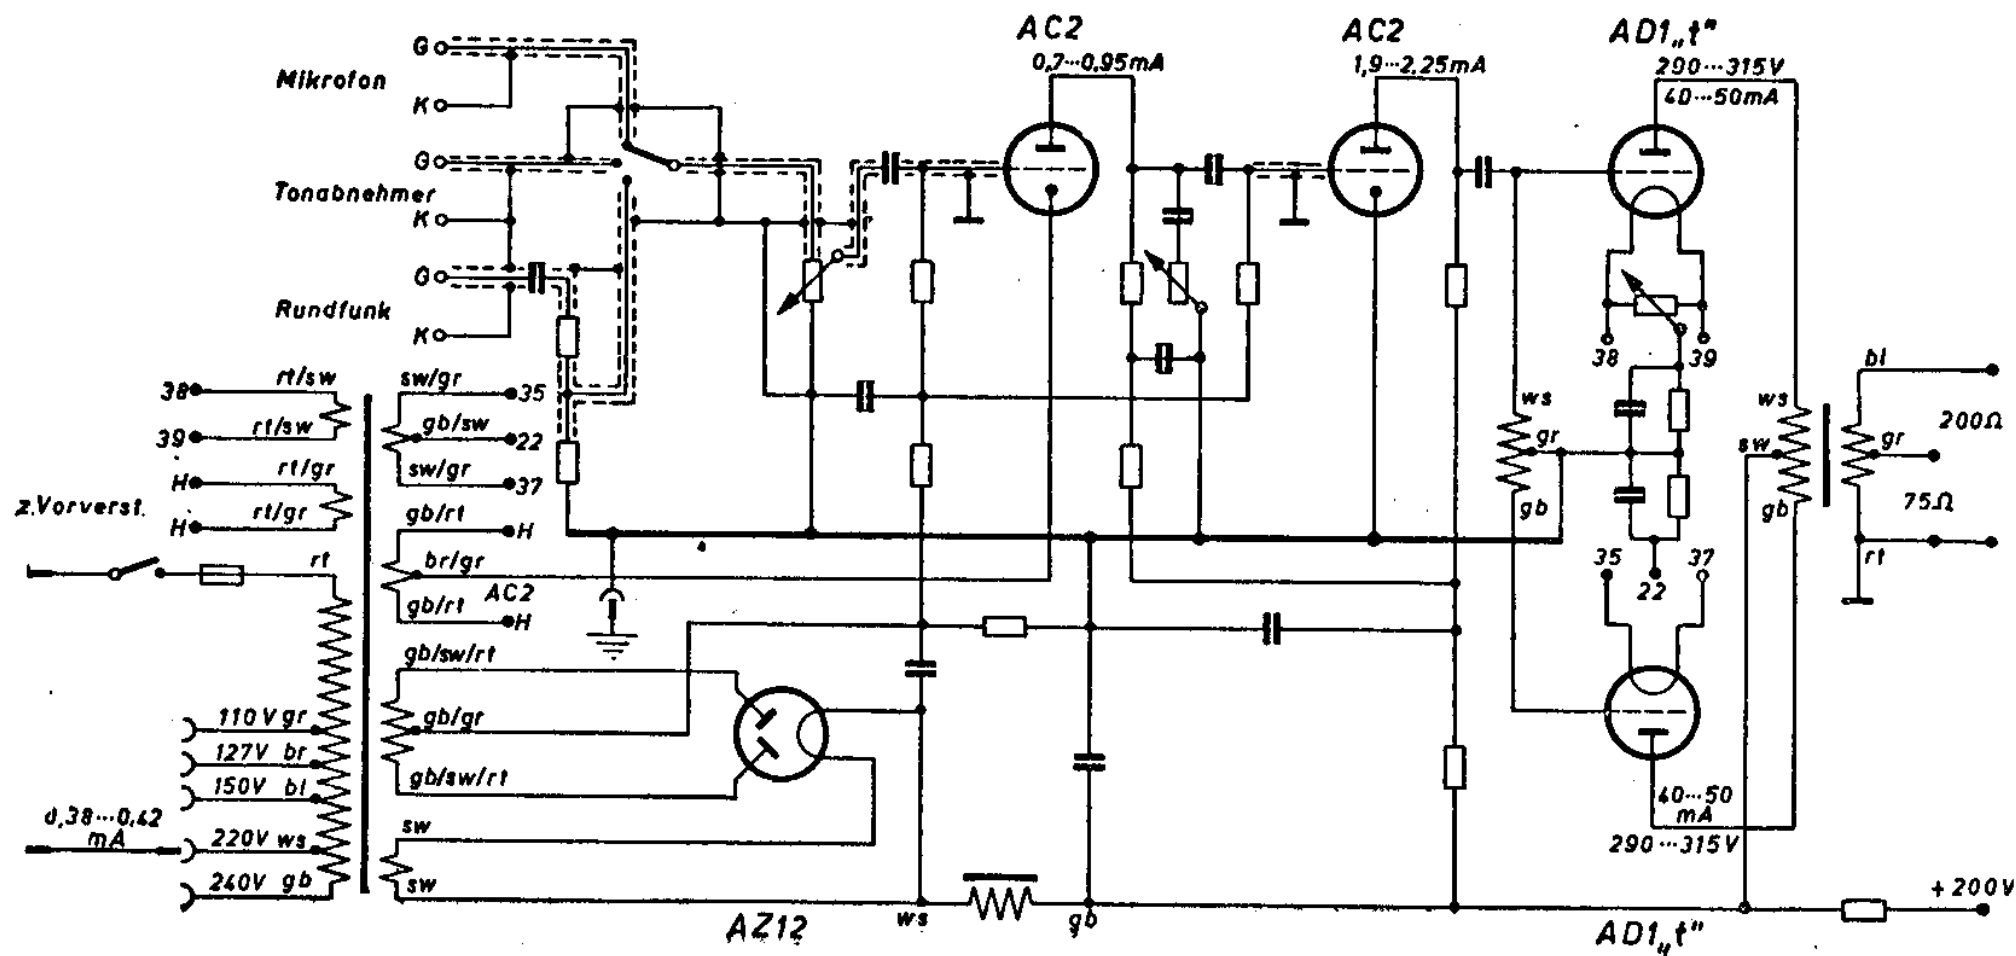 AC2
AC2
AD1„t"
0,7···0,95mA
1,9···2,25mA
290···315V
40···50mA
Mikrofon
G
K
Tonabnehmer
G
K
Rundfunk
G
K
38
39
38
rt/sw
sw/gr
35
39
rt/sw
gb/sw
22
H
rt/gr
sw/gr
37
z.Vorverst.
H
rt/gr
gb/rt
H
rt
br/gr
AC2
gb/rt
H
ws
gr
gb
35
37
22
ws
sw
gb
bl
200Ω
gr
75Ω
rt
gb/sw/rt
110V gr
gb/gr
127V br
150V bl
gb/sw/rt
0,38···0,42
mA
220V ws
sw
240V gb
sw
40···50
mA
290···315V
+200V
ws
gb
AZ12
AD1„t"